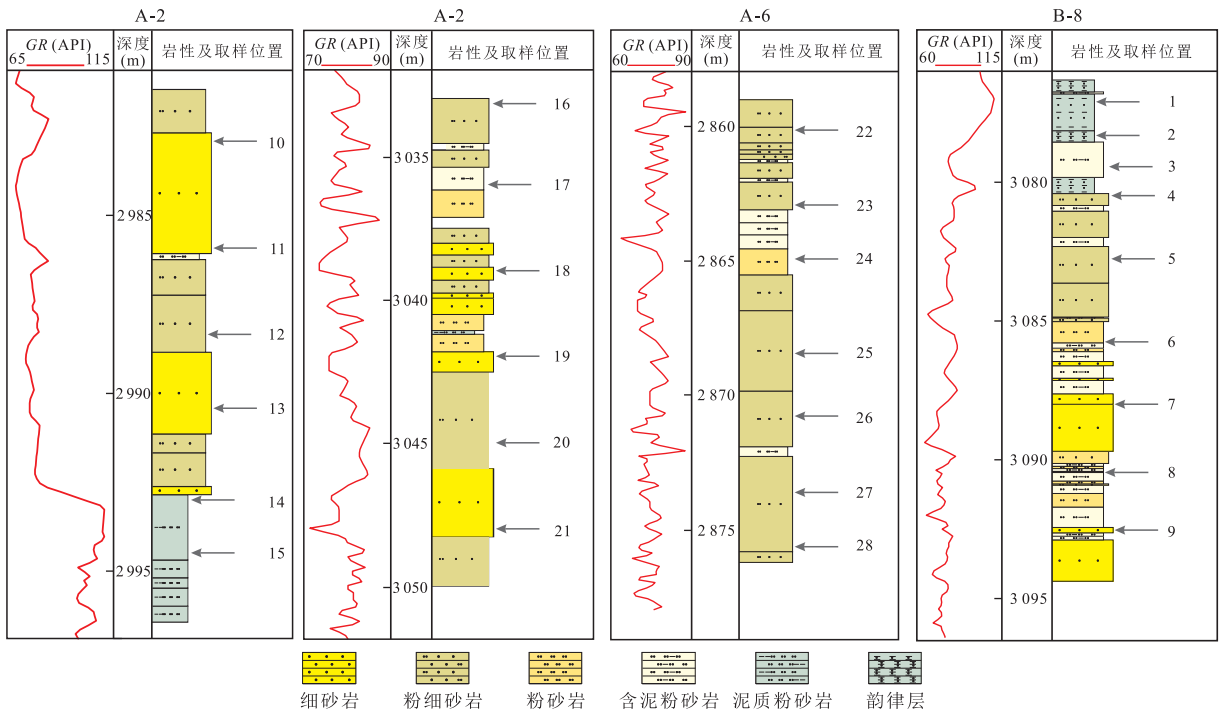 A-2
GR (API)
65 115
深度
(m)
岩性及取样位置
2 985
2 990
2 995
10
11
12
13
14
15
A-2
GR (API)
70 90
深度
(m)
岩性及取样位置
3 035
3 040
3 045
3 050
16
17
18
19
20
21
A-6
GR (API)
60 90
深度
(m)
岩性及取样位置
2 860
2 865
2 870
2 875
22
23
24
25
26
27
28
B-8
GR (API)
60 115
深度
(m)
岩性及取样位置
3 080
3 085
3 090
3 095
1
2
3
4
5
6
7
8
9
细砂岩 粉细砂岩 粉砂岩 含泥粉砂岩 泥质粉砂岩 韵律层